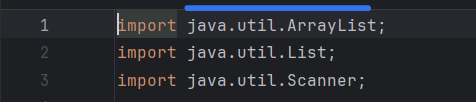 1 import java.util.ArrayList;
2 import java.util.List;
3 import java.util.Scanner;